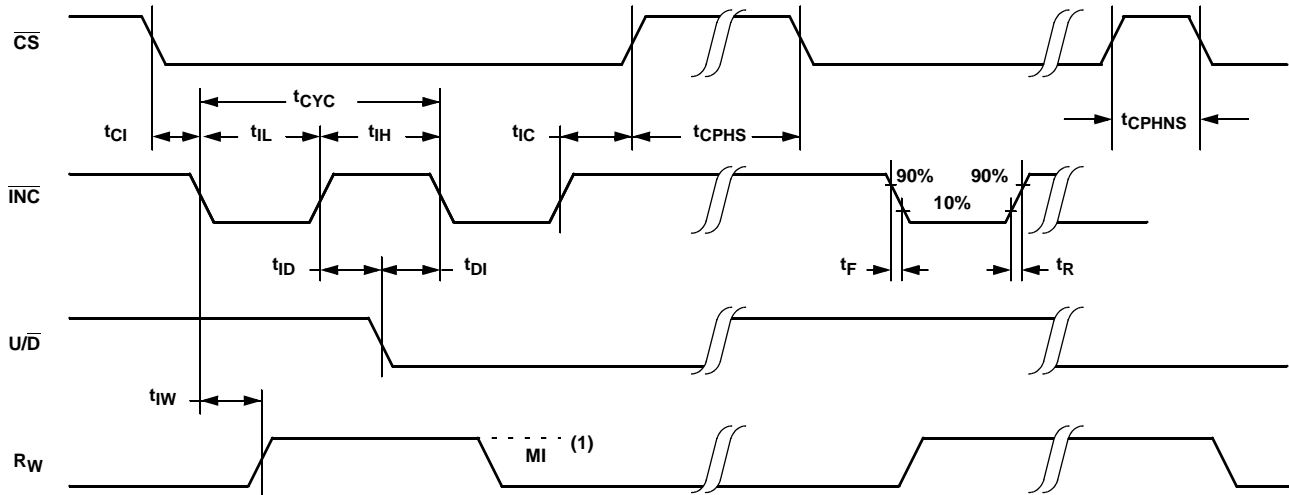 CS
tCYC
tCI tIL tIH tIC tCPHS tCPHNS
INC
90% 90%
10%
tID tDI tF tR
U/D
tIW
RW
MI (1)